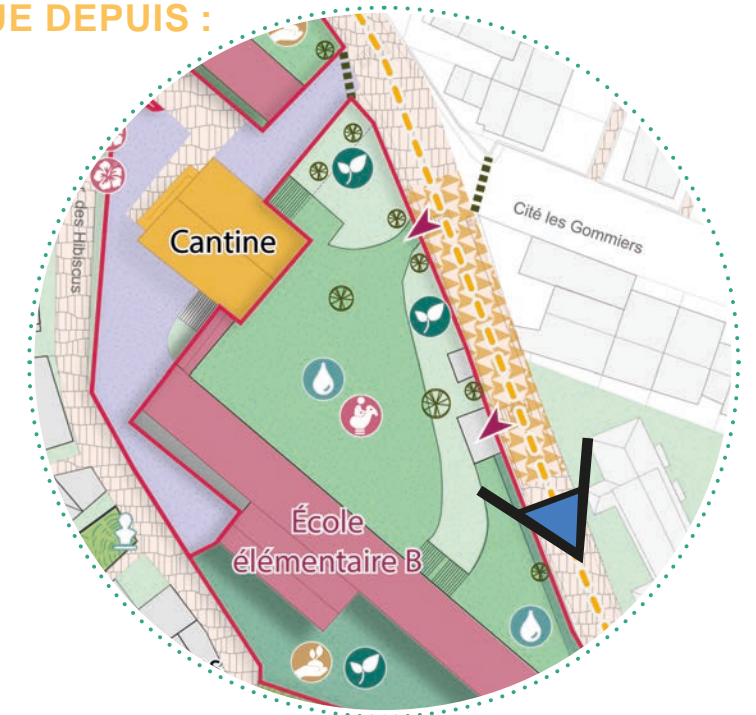 UE DEPUIS :
Cantine
Cité les Gommiers
des Hibiscus
École
élémentaire B